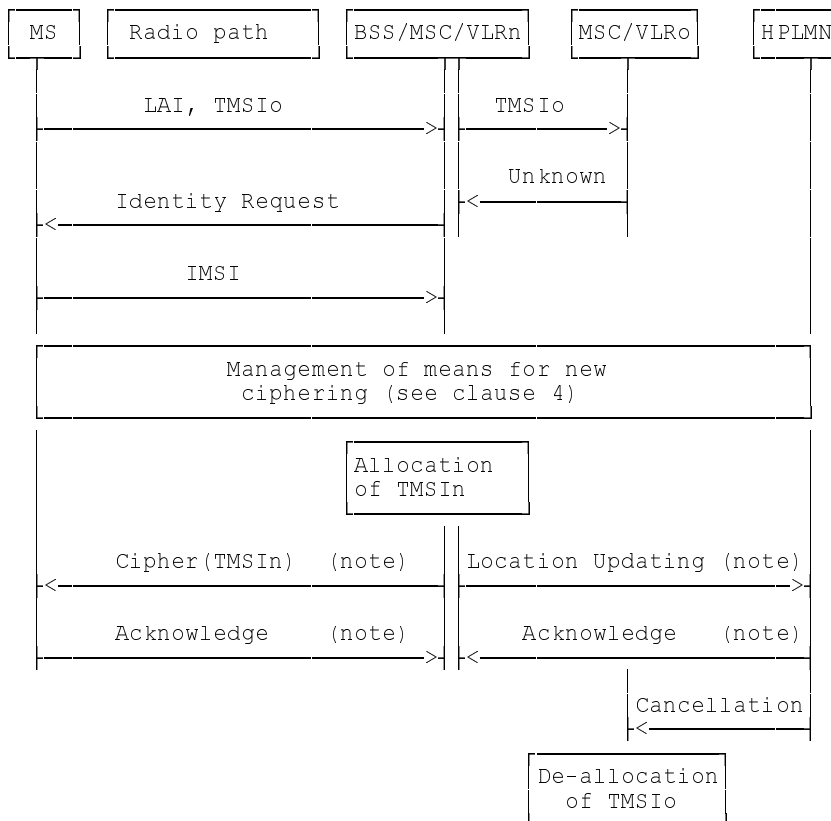 MS Radio path BSS/MSC/VLRn MSC/VLRo HPLMN
LAI, TMSIo TMSIo
Unknown
Identity Request
IMSI
Management of means for new
ciphering (see clause 4)
Allocation
of TMSIn
Cipher(TMSIn) (note) Location Updating (note)
Acknowledge (note) Acknowledge (note)
Cancellation
De-allocation
of TMSIo